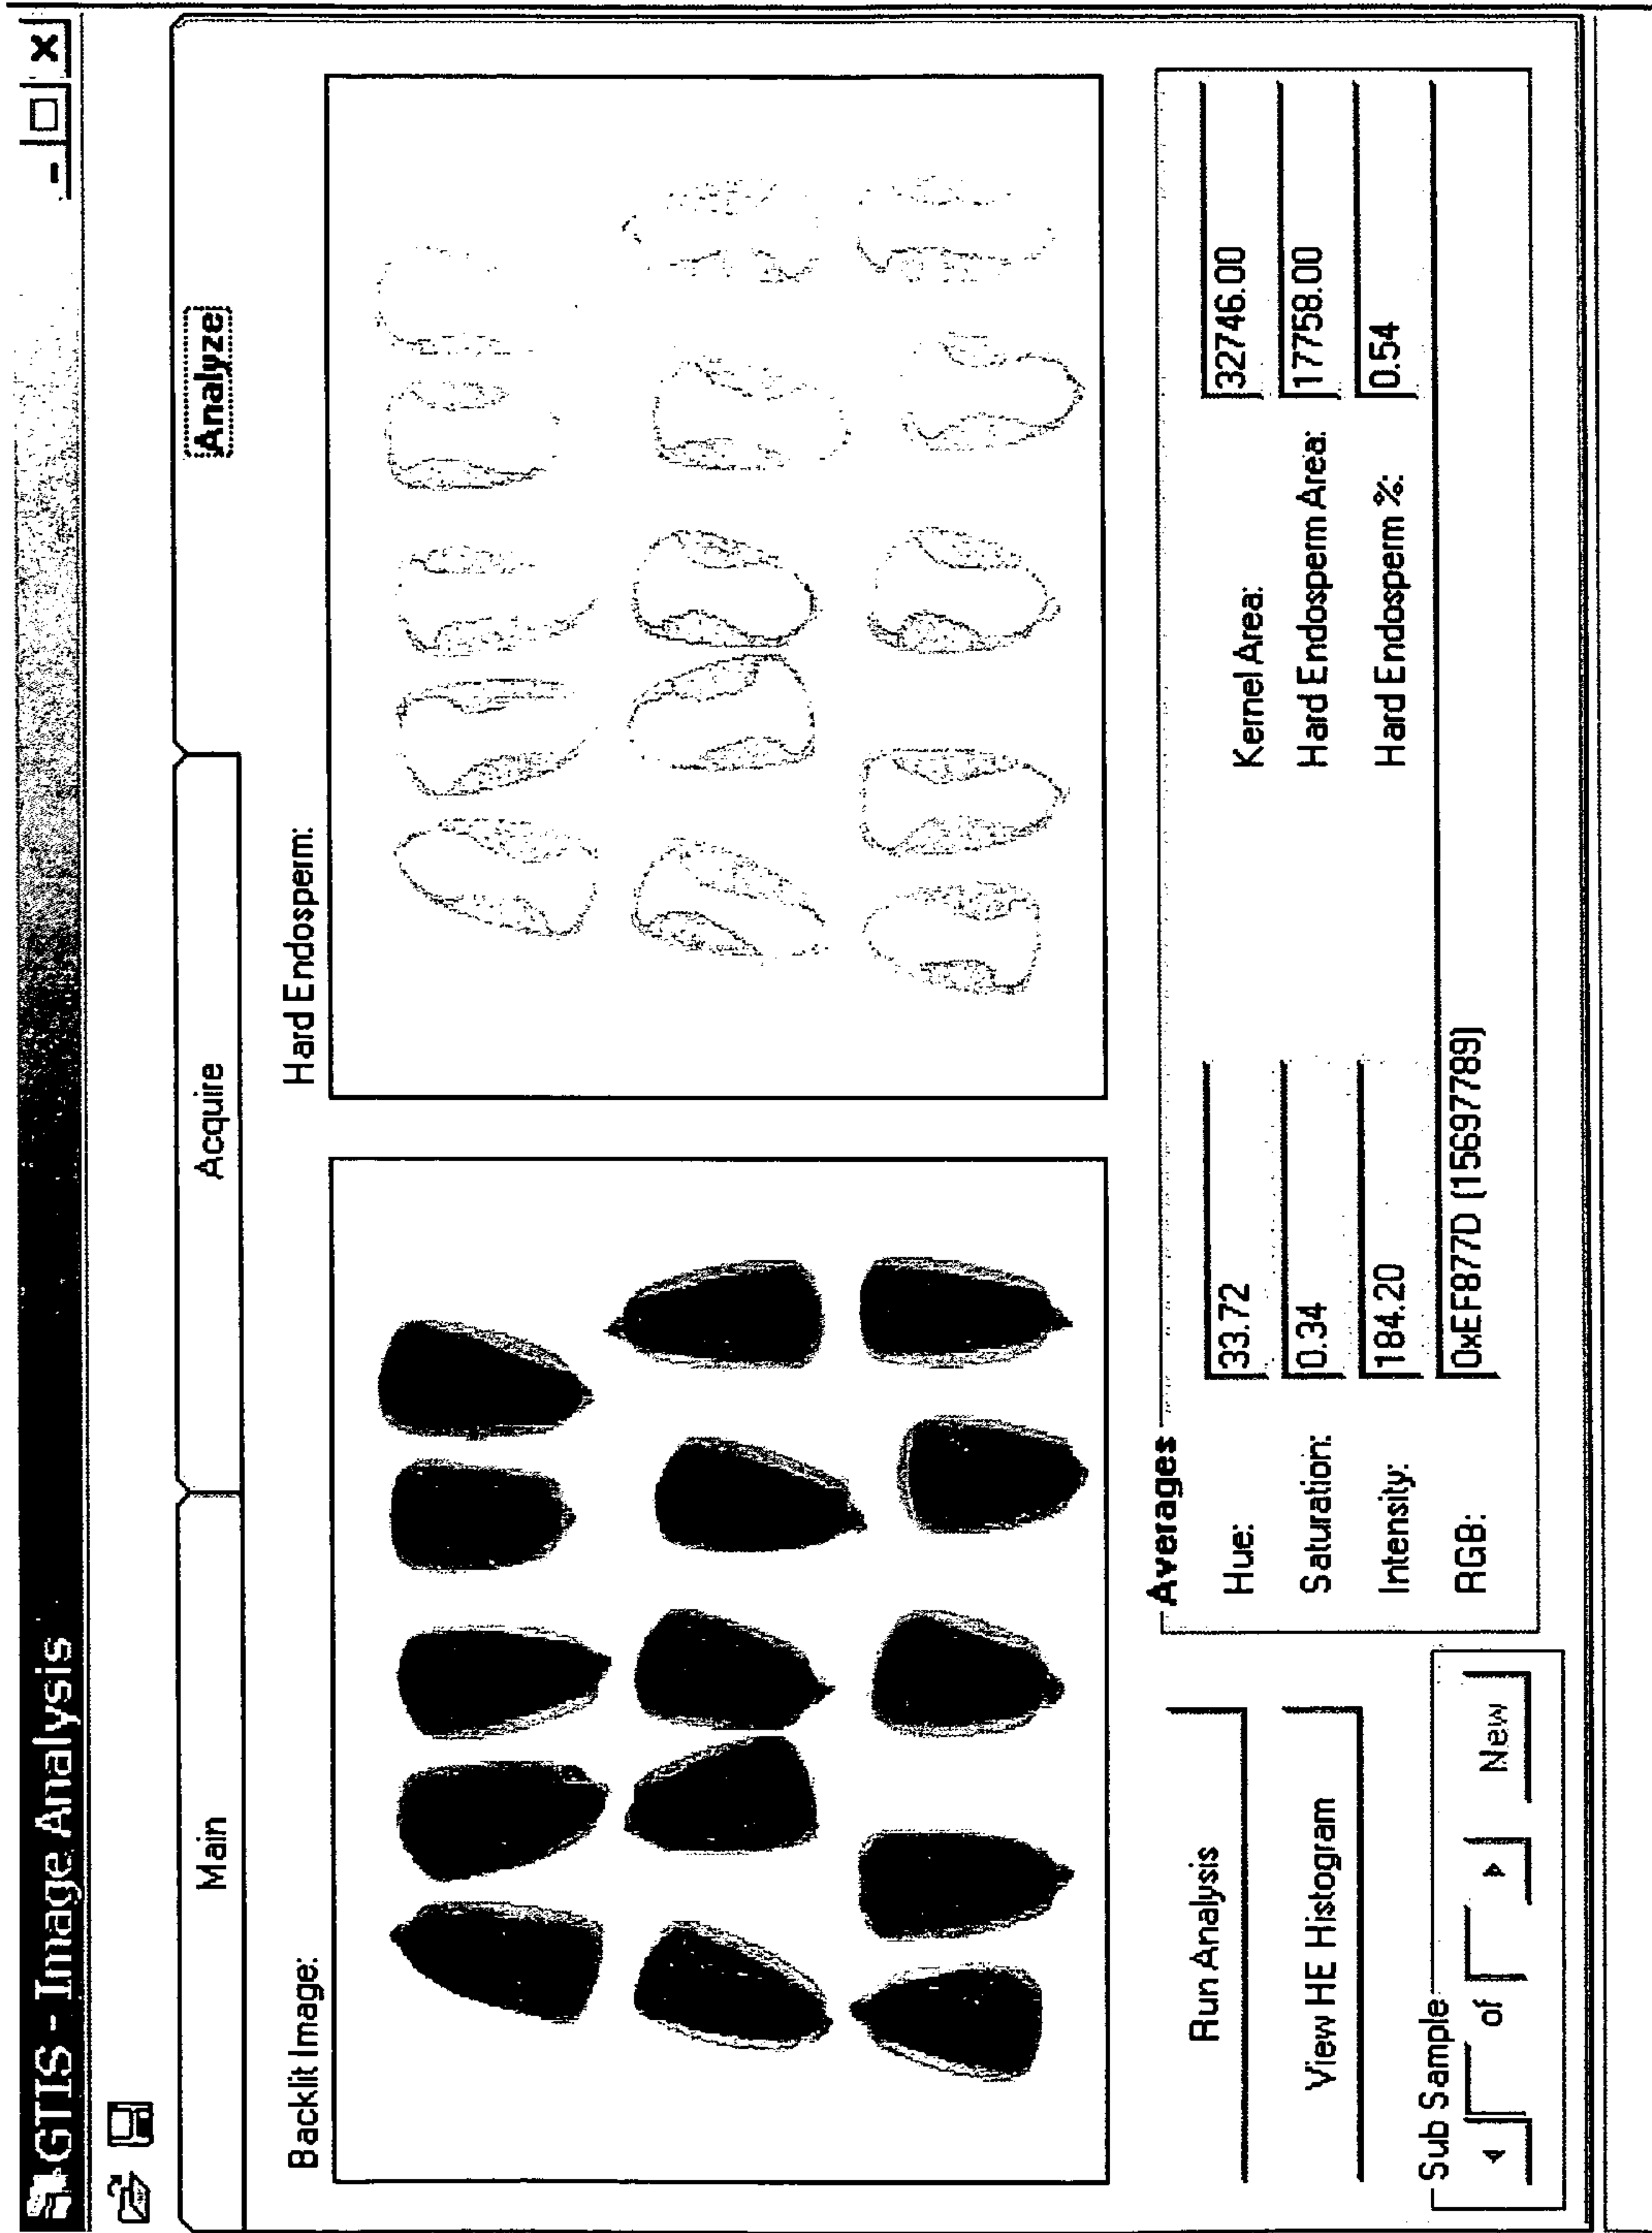 GTIS - Image Analysis
Main
Acquire
Analyze
Backlit Image:
Hard Endosperm:
Run Analysis
View HE Histogram
Sub Sample
of
New
Averages
Hue: 33.72
Kernel Area: 32746.00
Saturation: 0.34
Hard Endosperm Area: 17758.00
Intensity: 184.20
Hard Endosperm %: 0.54
RGB: 0xEF877D (15697789)